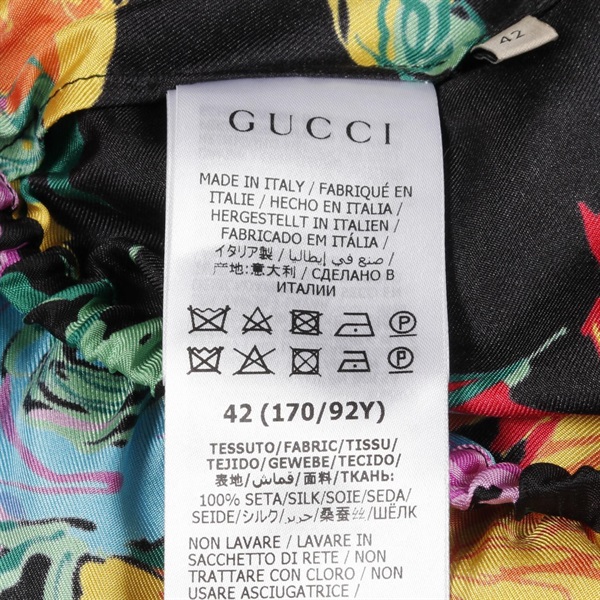 42
GUCCI
MADE IN ITALY / FABRIQUÉ EN
ITALIE / HECHO EN ITALIA /
HERGESTELLT IN ITALIEN /
FABRICADO EM ITÁLIA /
イタリア製 / صنع في إيطاليا /
产地:意大利 / СДЕЛАНО В
ИТАЛИИ
P
P
42 (170/92Y)
TESSUTO/FABRIC/TISSU/
TEJIDO/GEWEBE/TECIDO/
表地/قماش/面料/ТКАНЬ:
100% SETA/SILK/SOIE/SEDA/
SEIDE/シルク/حرير/桑蚕丝/ШЁЛК
NON LAVARE / LAVARE IN
SACCHETTO DI RETE / NON
TRATTARE CON CLORO / NON
USARE ASCIUGATRICE /